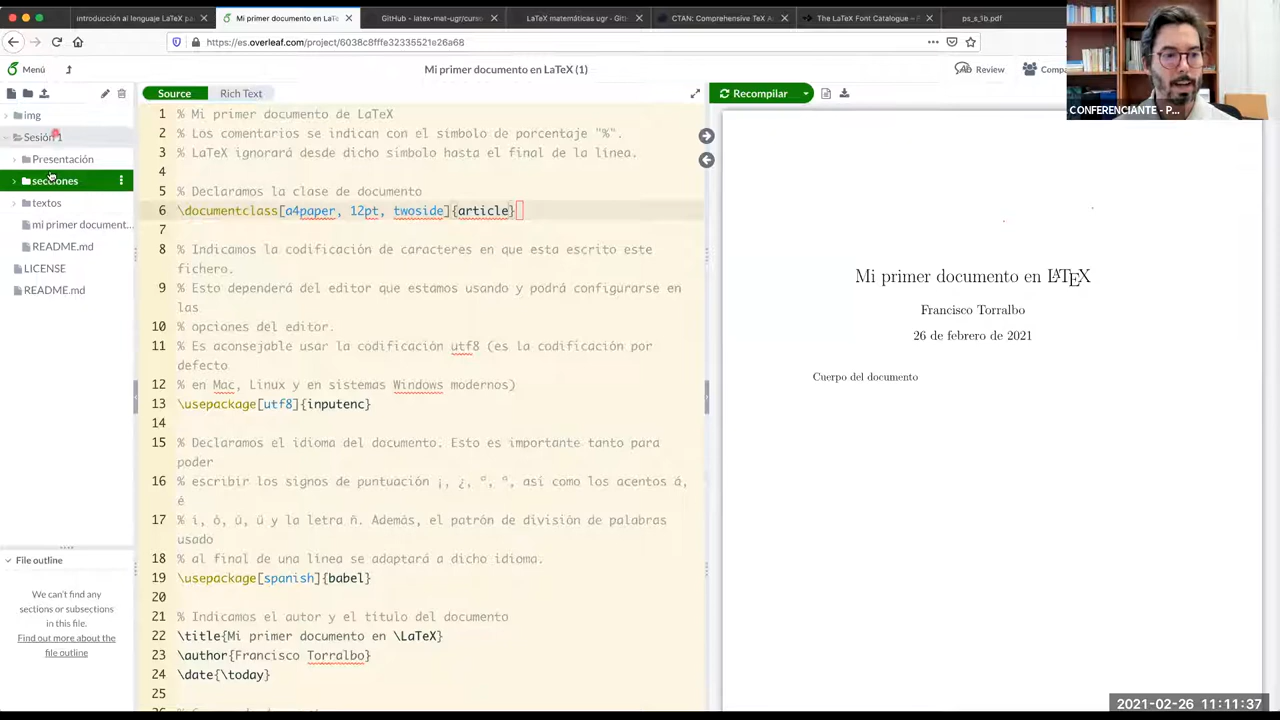 introducción al lenguaje LaTeX pa
Mi primer documento en LaTe
GitHub - latex-mat-ugr/curso
LaTeX matemáticas ugr - Git
CTAN: Comprehensive TeX A
The LaTeX Font Catalogue – F
ps_s_1b.pdf
https://es.overleaf.com/project/6038c8fffe32335521e26a68
Menú
Mi primer documento en LaTeX (1)
Review
CONFERENCIANTE - P...
Source
Rich Text
Recompilar
img
Sesión 1
Presentación
secciones
textos
mi primer document...
README.md
LICENSE
README.md
File outline
We can't find any
sections or subsections
in this file.
Find out more about the
file outline
1 % Mi primer documento de LaTeX
2 % Los comentarios se indican con el símbolo de porcentaje "%".
3 % LaTeX ignorará desde dicho símbolo hasta el final de la línea.
4
5 % Declaramos la clase de documento
6 \documentclass[a4paper, 12pt, twoside]{article}
7
8 % Indicamos la codificación de caracteres en que esta escrito este
fichero.
9 % Esto dependerá del editor que estamos usando y podrá configurarse en
las
10 % opciones del editor.
11 % Es aconsejable usar la codificación utf8 (es la codificación por
defecto
12 % en Mac, Linux y en sistemas Windows modernos)
13 \usepackage[utf8]{inputenc}
14
15 % Declaramos el idioma del documento. Esto es importante tanto para
poder
16 % escribir los signos de puntuación ¡, ¿, º, ª, así como los acentos á,
é
17 % í, ó, ú, ü y la letra ñ. Además, el patrón de división de palabras
usado
18 % al final de una línea se adaptará a dicho idioma.
19 \usepackage[spanish]{babel}
20
21 % Indicamos el autor y el título del documento
22 \title{Mi primer documento en \LaTeX}
23 \author{Francisco Torralbo}
24 \date{\today}
25
Mi primer documento en LATEX
Francisco Torralbo
26 de febrero de 2021
Cuerpo del documento
2021-02-26 11:11:37